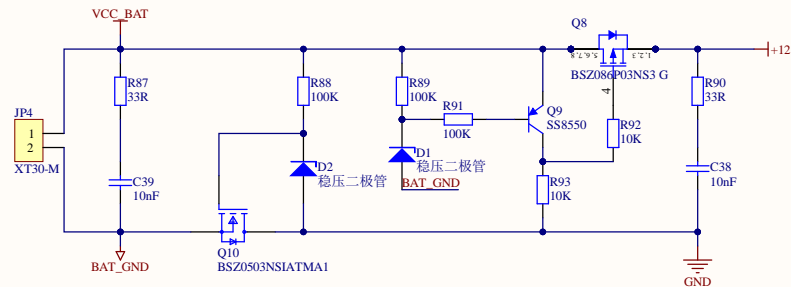 VCC_BAT
JP4
1
2
XT30-M
R87
33R
C39
10nF
BAT_GND
R88
100K
D2
稳压二极管
Q10
BSZ0503NSIATMA1
R89
100K
R91
100K
D1
稳压二极管
BAT_GND
Q9
SS8550
R93
10K
Q8
5,6,7,8
1,2,3
BSZ086P03NS3 G
4
R92
10K
R90
33R
C38
10nF
+12
GND